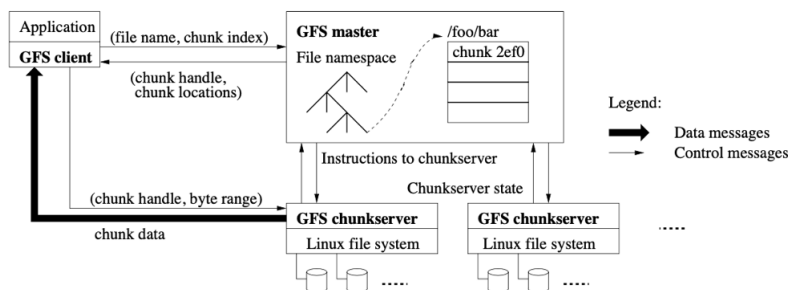 Application
GFS client
(file name, chunk index)
(chunk handle,
chunk locations)
GFS master
File namespace
/foo/bar
chunk 2ef0
Legend:
Data messages
Control messages
Instructions to chunkserver
Chunkserver state
(chunk handle, byte range)
chunk data
GFS chunkserver
Linux file system
GFS chunkserver
Linux file system